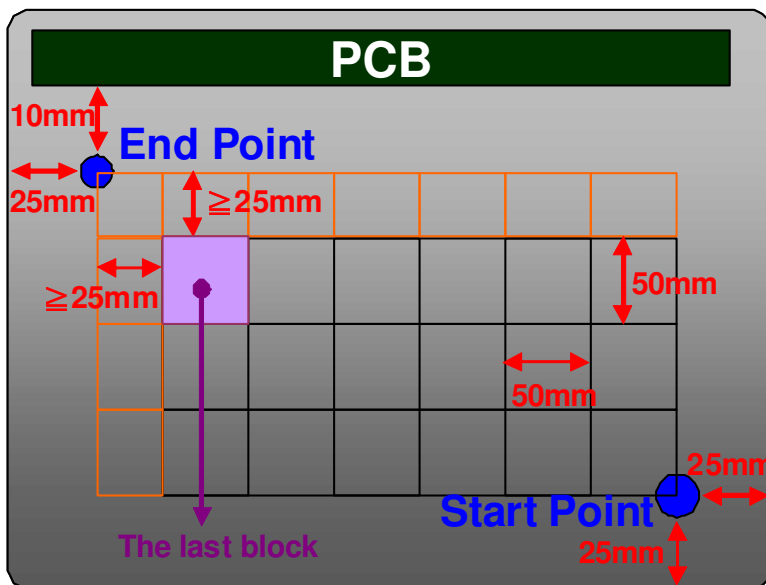 PCB
10mm
End Point
25mm
≧25mm
≧25mm
50mm
50mm
25mm
Start Point
25mm
The last block